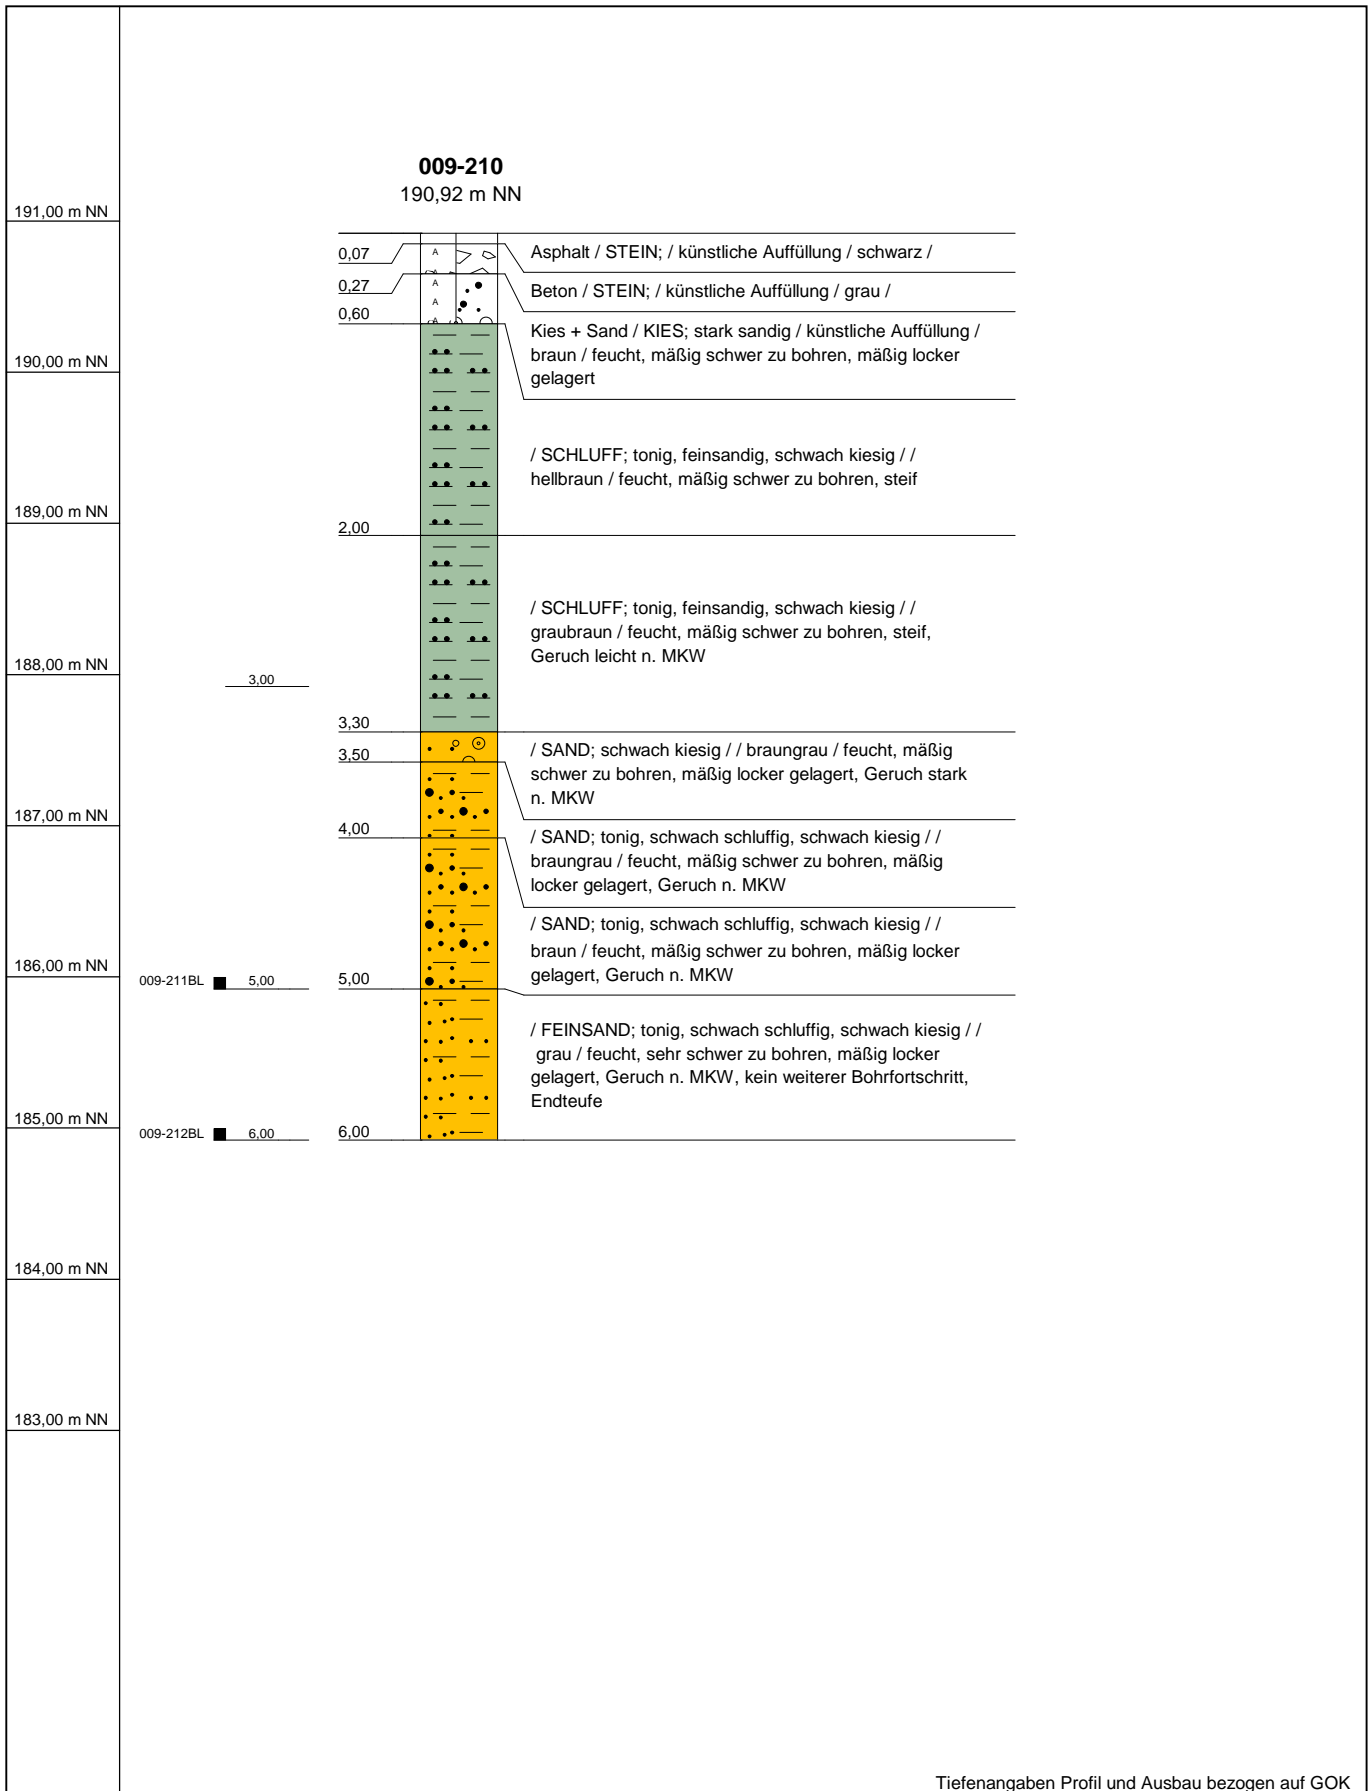 009-210
190,92 m NN
191,00 m NN
0,07
A
Asphalt / STEIN; / künstliche Auffüllung / schwarz /
A
0,27
A
Beton / STEIN; / künstliche Auffüllung / grau /
A
0,60
A
Kies + Sand / KIES; stark sandig / künstliche Auffüllung /
braun / feucht, mäßig schwer zu bohren, mäßig locker
gelagert
190,00 m NN
/ SCHLUFF; tonig, feinsandig, schwach kiesig / /
hellbraun / feucht, mäßig schwer zu bohren, steif
189,00 m NN
2,00
/ SCHLUFF; tonig, feinsandig, schwach kiesig / /
graubraun / feucht, mäßig schwer zu bohren, steif,
Geruch leicht n. MKW
188,00 m NN
3,00
3,30
/ SAND; schwach kiesig / / braungrau / feucht, mäßig
schwer zu bohren, mäßig locker gelagert, Geruch stark
n. MKW
3,50
187,00 m NN
4,00
/ SAND; tonig, schwach schluffig, schwach kiesig / /
braungrau / feucht, mäßig schwer zu bohren, mäßig
locker gelagert, Geruch n. MKW
/ SAND; tonig, schwach schluffig, schwach kiesig / /
braun / feucht, mäßig schwer zu bohren, mäßig locker
gelagert, Geruch n. MKW
186,00 m NN
009-211BL 5,00
5,00
/ FEINSAND; tonig, schwach schluffig, schwach kiesig / /
grau / feucht, sehr schwer zu bohren, mäßig locker
gelagert, Geruch n. MKW, kein weiterer Bohrfortschritt,
Endteufe
185,00 m NN
009-212BL 6,00
6,00
184,00 m NN
183,00 m NN
Tiefenangaben Profil und Ausbau bezogen auf GOK